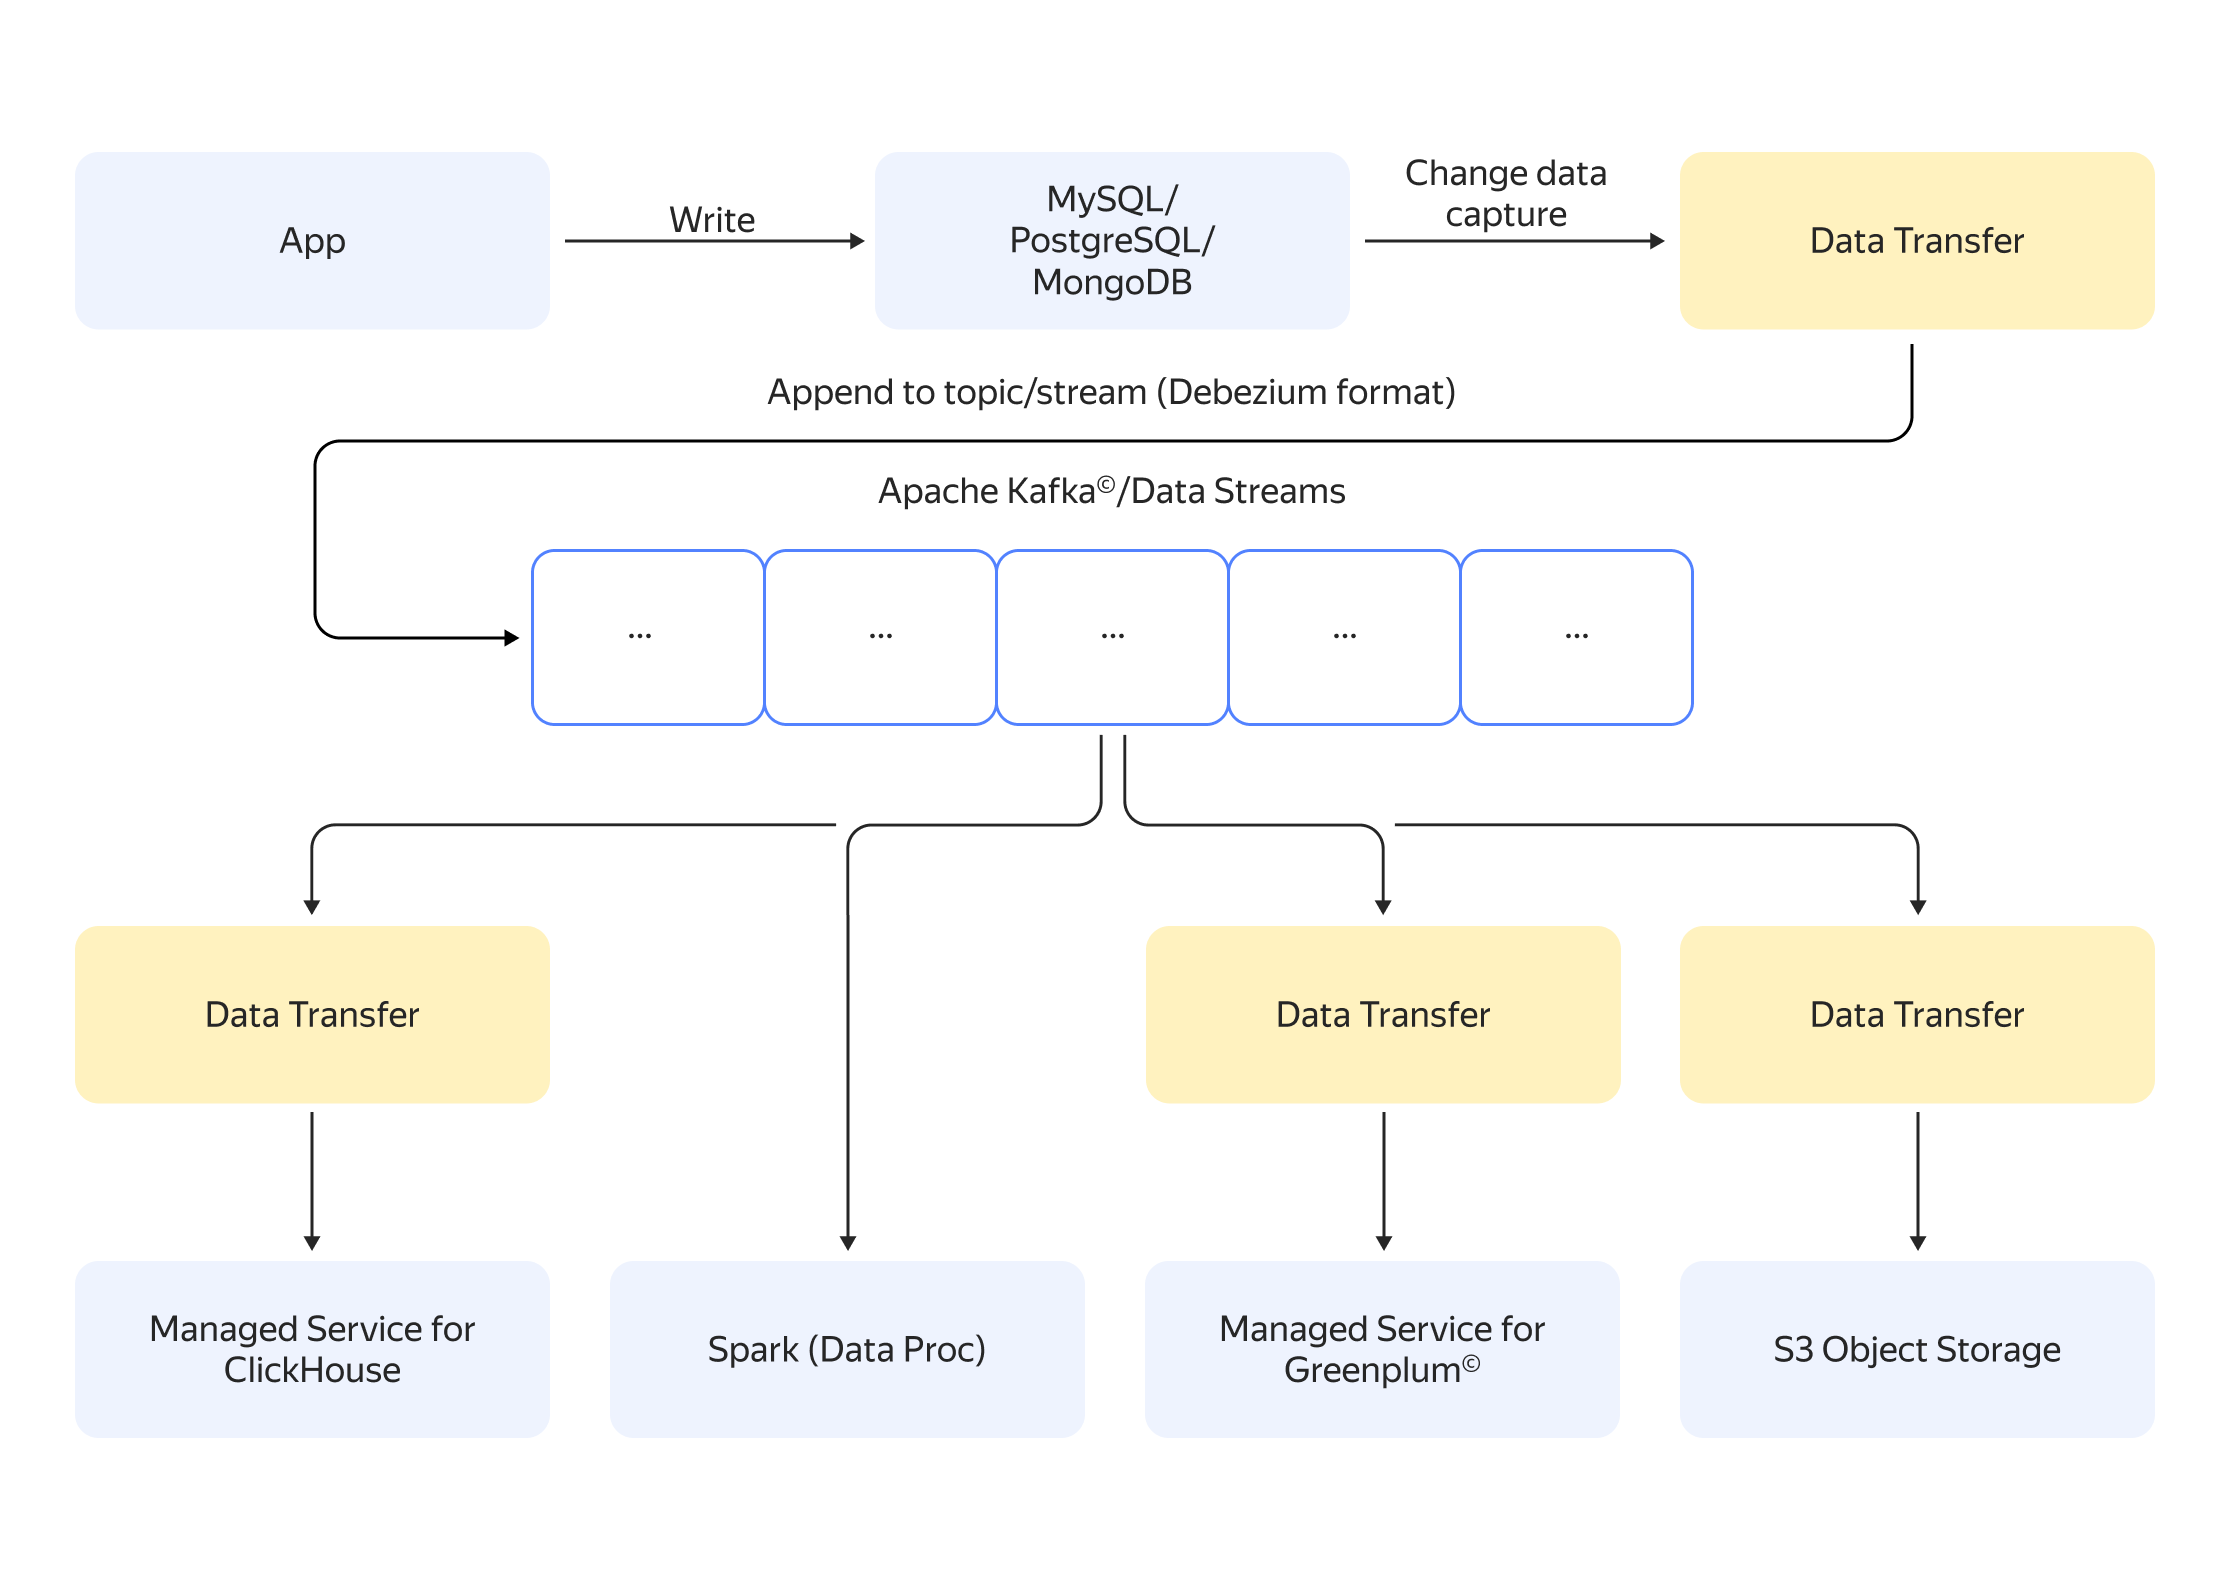 App
Write
MySQL/
PostgreSQL/
MongoDB
Change data
capture
Data Transfer
Append to topic/stream (Debezium format)
Apache Kafka©/Data Streams
... ... ... ... ...
Data Transfer
Data Transfer
Data Transfer
Managed Service for
ClickHouse
Spark (Data Proc)
Managed Service for
Greenplum©
S3 Object Storage